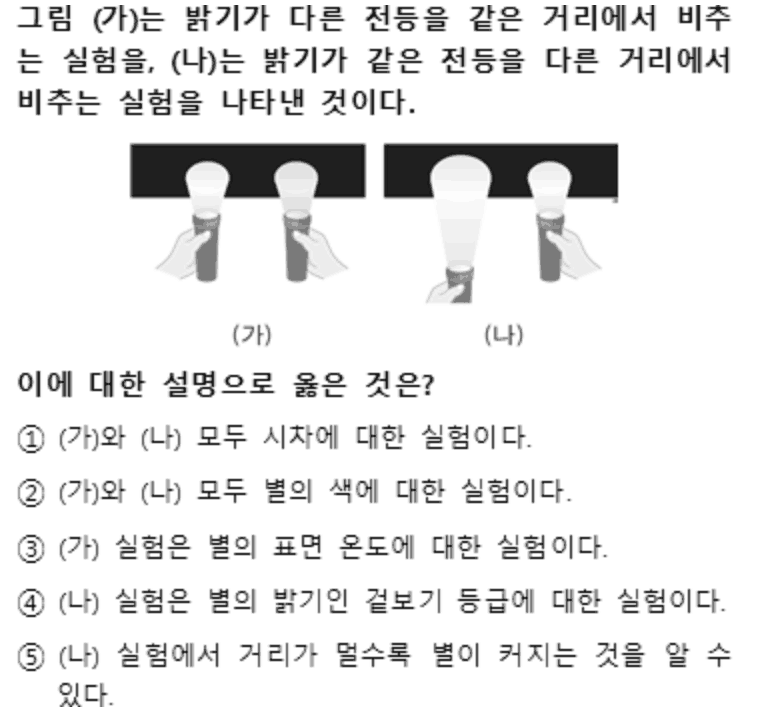 그림 (가)는 밝기가 다른 전등을 같은 거리에서 비추
는 실험을, (나)는 밝기가 같은 전등을 다른 거리에서
비추는 실험을 나타낸 것이다.
(가) (나)
이에 대한 설명으로 옳은 것은?
① (가)와 (나) 모두 시차에 대한 실험이다.
② (가)와 (나) 모두 별의 색에 대한 실험이다.
③ (가) 실험은 별의 표면 온도에 대한 실험이다.
④ (나) 실험은 별의 밝기인 겉보기 등급에 대한 실험이다.
⑤ (나) 실험에서 거리가 멀수록 별이 커지는 것을 알 수
있다.